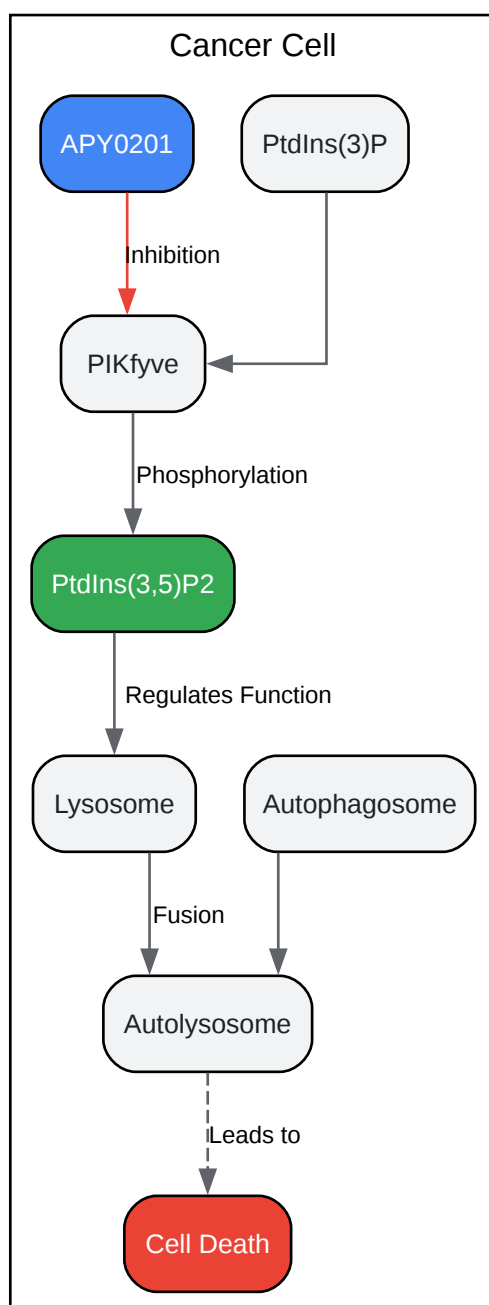 Cancer Cell
APY0201
PtdIns(3)P
Inhibition
PIKfyve
Phosphorylation
PtdIns(3,5)P2
Regulates Function
Lysosome
Autophagosome
Fusion
Autolysosome
Leads to
Cell Death